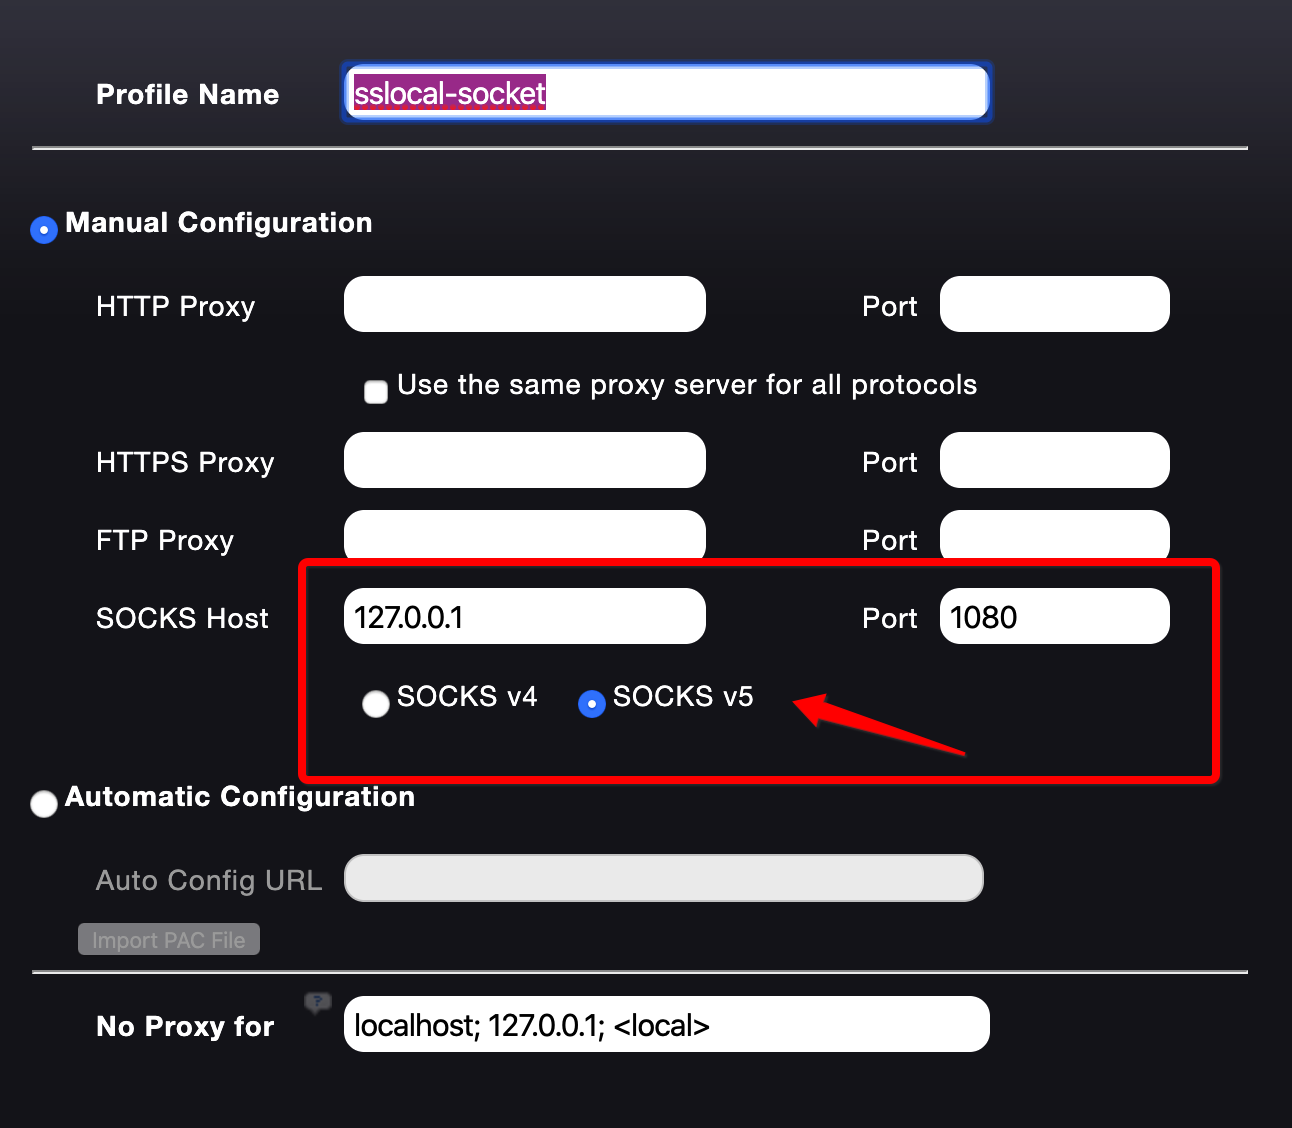 Profile Name sslocal-socket
Manual Configuration
HTTP Proxy Port
Use the same proxy server for all protocols
HTTPS Proxy Port
FTP Proxy Port
SOCKS Host 127.0.0.1 Port 1080
SOCKS v4 SOCKS v5
Automatic Configuration
Auto Config URL
Import PAC File
?
No Proxy for localhost; 127.0.0.1; <local>